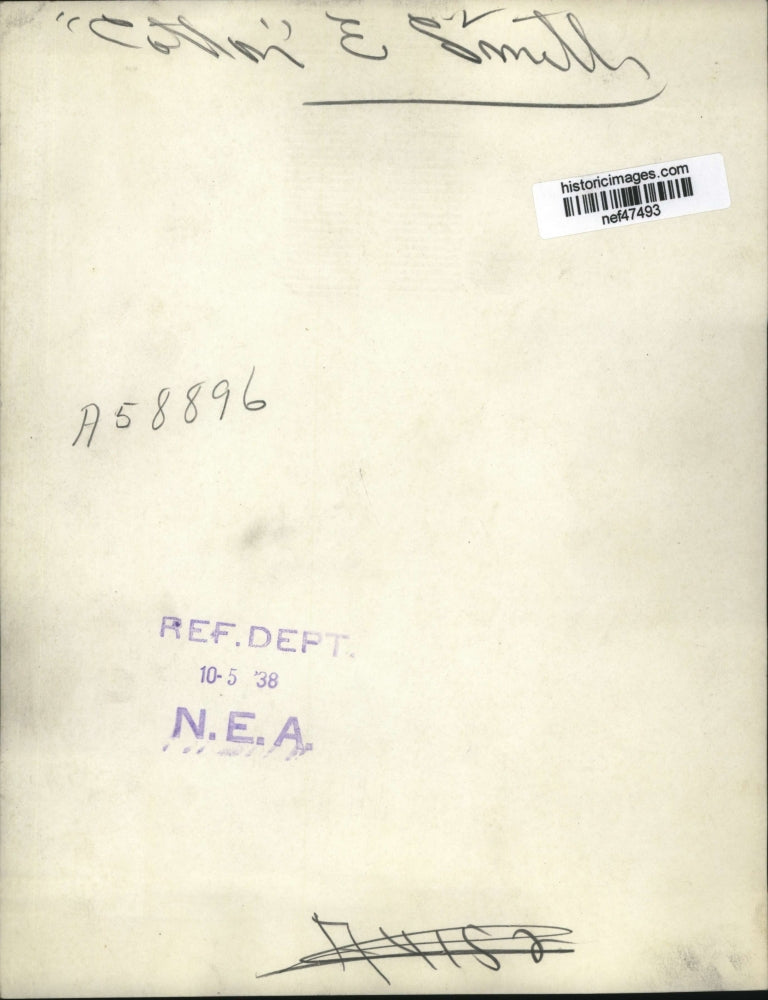 "Cotton" E Smith
historicimages.com
nef47493
A58896
REF. DEPT.
10-5 '38
N.E.A.